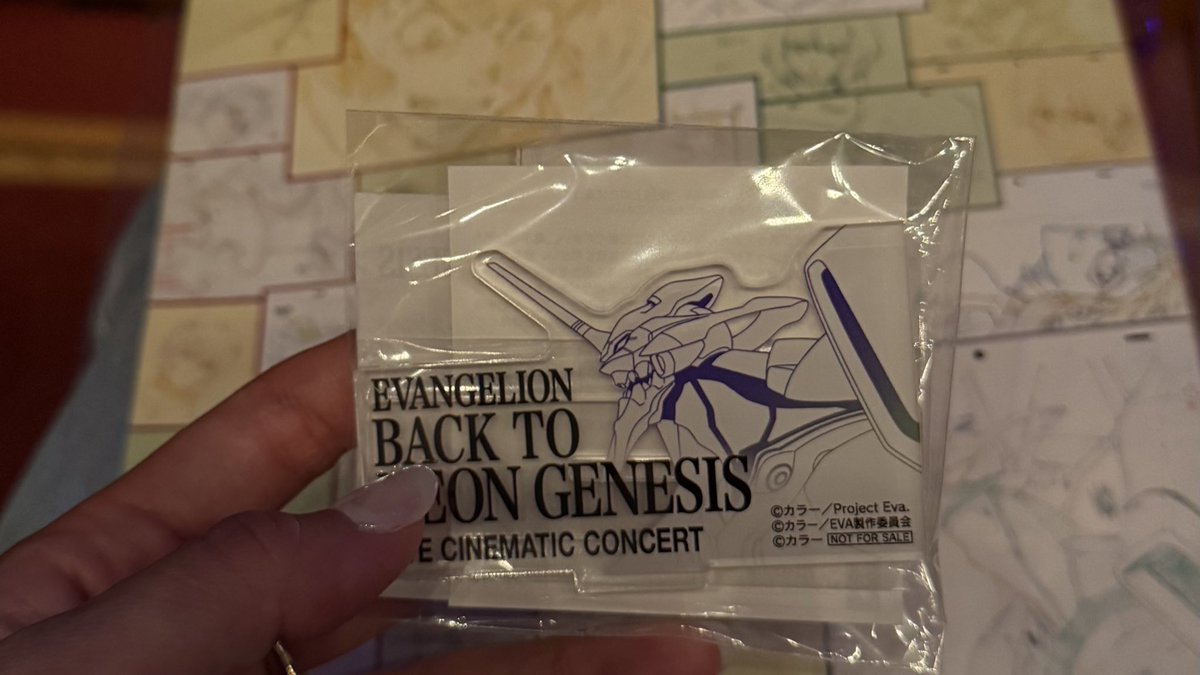 EVANGELION
BACK TO
EON GENESIS
E CINEMATIC CONCERT
©カラー／Project Eva.
©カラー／EVA製作委員会
©カラー NOT FOR SALE